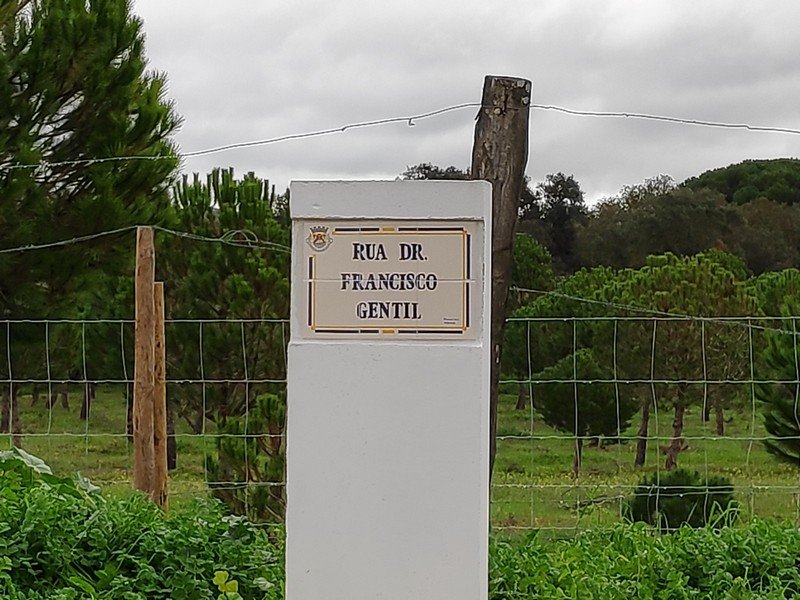 RUA DR.
FRANCISCO
GENTIL